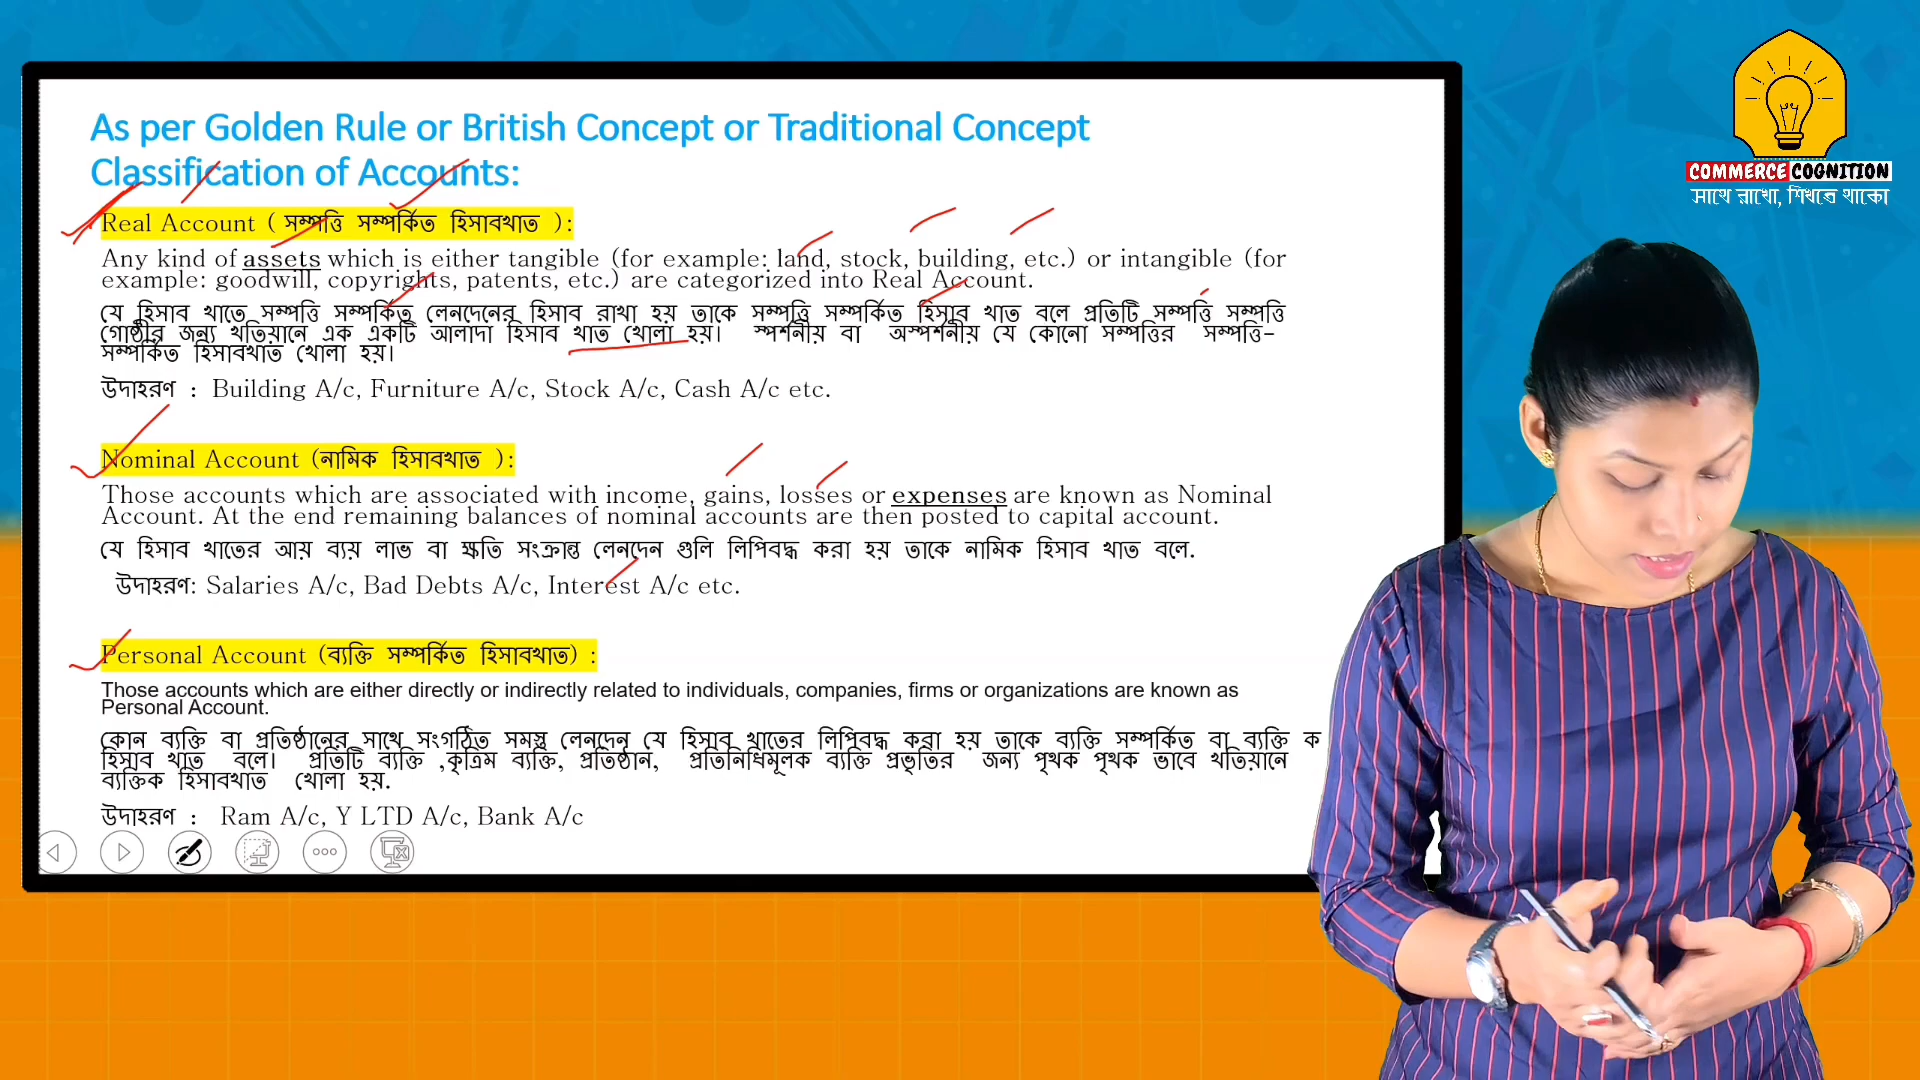 As per Golden Rule or British Concept or Traditional Concept
Classification of Accounts:
Real Account ( সম্পত্তি সম্পর্কিত হিসাবখাত ):
Any kind of assets which is either tangible (for example: land, stock, building, etc.) or intangible (for
example: goodwill, copyrights, patents, etc.) are categorized into Real Account.
যে হিসাব খাতে সম্পত্তি সম্পর্কিত লেনদেনের হিসাব রাখা হয় তাকে সম্পত্তি সম্পর্কিত হিসাব খাত বলে প্রতিটি সম্পত্তি সম্পত্তি
গোষ্ঠীর জন্য খতিয়ানে এক একটি আলাদা হিসাব খাত খোলা হয়। স্পর্শনীয় বা অস্পর্শনীয় যে কোনো সম্পত্তির সম্পত্তি-
সম্পর্কিত হিসাবখাত খোলা হয়।
উদাহরণ : Building A/c, Furniture A/c, Stock A/c, Cash A/c etc.
Nominal Account (নামিক হিসাবখাত ):
Those accounts which are associated with income, gains, losses or expenses are known as Nominal
Account. At the end remaining balances of nominal accounts are then posted to capital account.
যে হিসাব খাতের আয় ব্যয় লাভ বা ক্ষতি সংক্রান্ত লেনদেন গুলি লিপিবদ্ধ করা হয় তাকে নামিক হিসাব খাত বলে.
উদাহরণ: Salaries A/c, Bad Debts A/c, Interest A/c etc.
Personal Account (ব্যক্তি সম্পর্কিত হিসাবখাত) :
Those accounts which are either directly or indirectly related to individuals, companies, firms or organizations are known as
Personal Account.
কোন ব্যক্তি বা প্রতিষ্ঠানের সাথে সংগঠিত সমস্ত লেনদেন যে হিসাব খাতের লিপিবদ্ধ করা হয় তাকে ব্যক্তি সম্পর্কিত বা ব্যক্তি ক
হিসাব খাত বলে। প্রতিটি ব্যক্তি ,কৃত্রিম ব্যক্তি, প্রতিষ্ঠান, প্রতিনিধিমূলক ব্যক্তি প্রভৃতির জন্য পৃথক পৃথক ভাবে খতিয়ানে
ব্যক্তিক হিসাবখাত খোলা হয়.
উদাহরণ : Ram A/c, Y LTD A/c, Bank A/c
COMMERCE COGNITION
সাথে রাখো, শিখতে থাকো